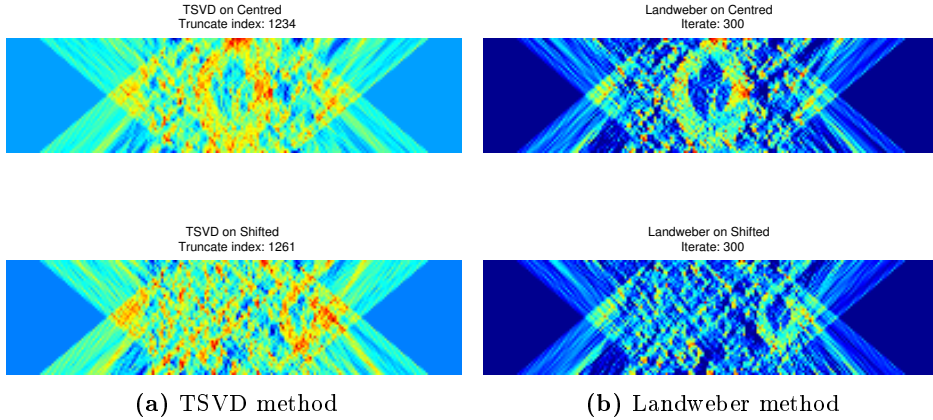 TSVD on Centred
Truncate index: 1234
Landweber on Centred
Iterate: 300
TSVD on Shifted
Truncate index: 1261
Landweber on Shifted
Iterate: 300
(a) TSVD method
(b) Landweber method